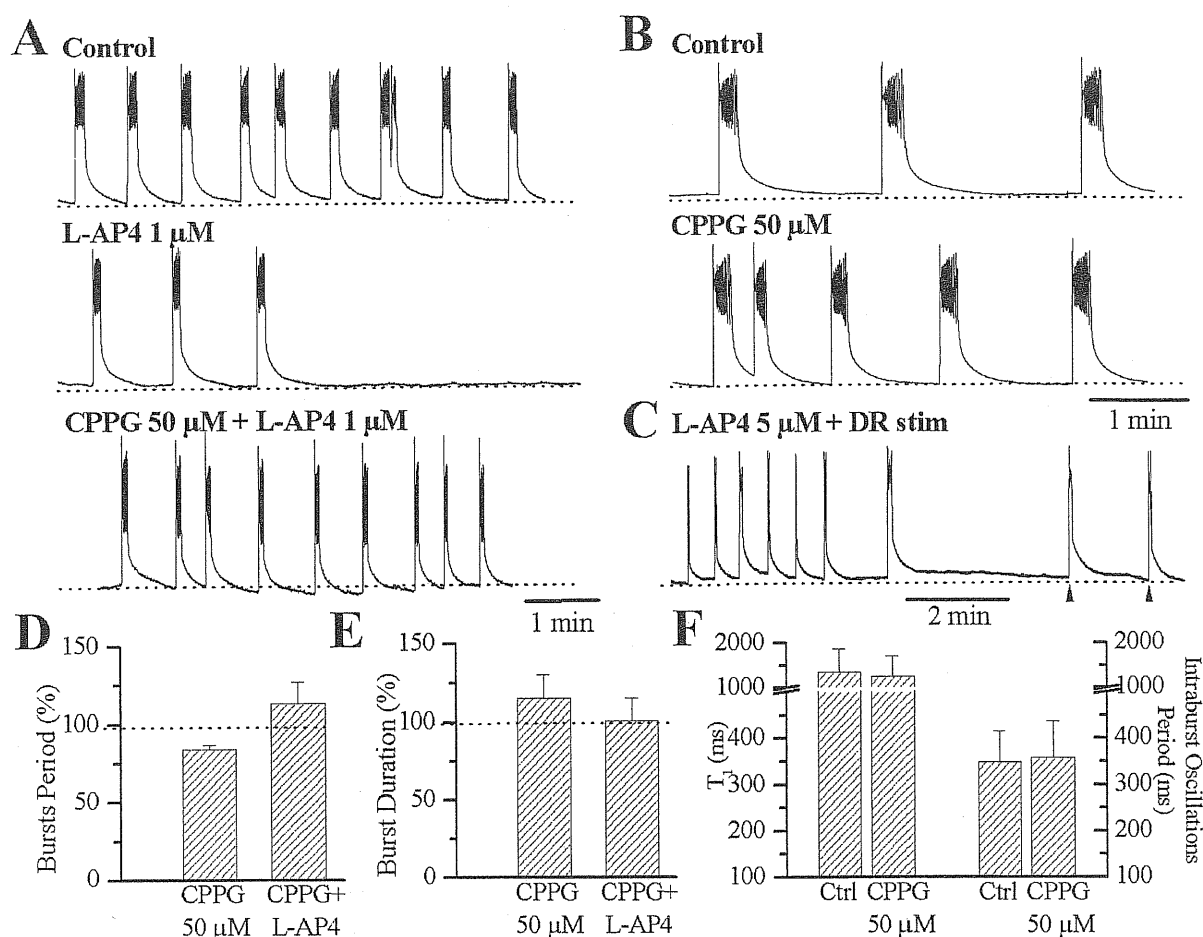 A
Control
L-AP4 1 µM
CPPG 50 µM + L-AP4 1 µM
1 min
B
Control
CPPG 50 µM
1 min
C
L-AP4 5 µM + DR stim
2 min
D
Bursts Period (%)
150
100
50
0
CPPG
50 µM
CPPG+
L-AP4
E
Burst Duration (%)
150
100
50
0
CPPG
50 µM
CPPG+
L-AP4
F
(ms)
2000
1000
400
300
200
100
Ctrl
CPPG
50 µM
Ctrl
CPPG
50 µM
2000
1000
400
300
200
100
Intraburst Oscillations
Period (ms)